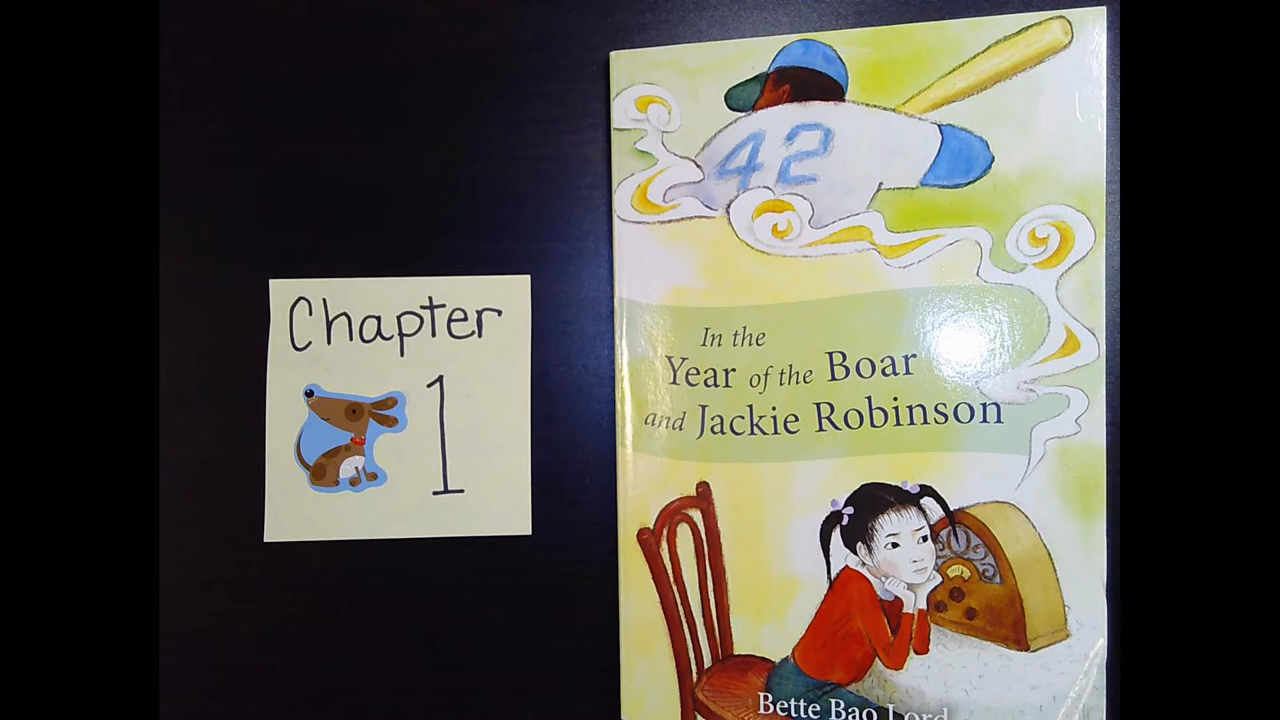 Chapter
1
42
In the
Year of the Boar
and Jackie Robinson
Bette Bao Lord